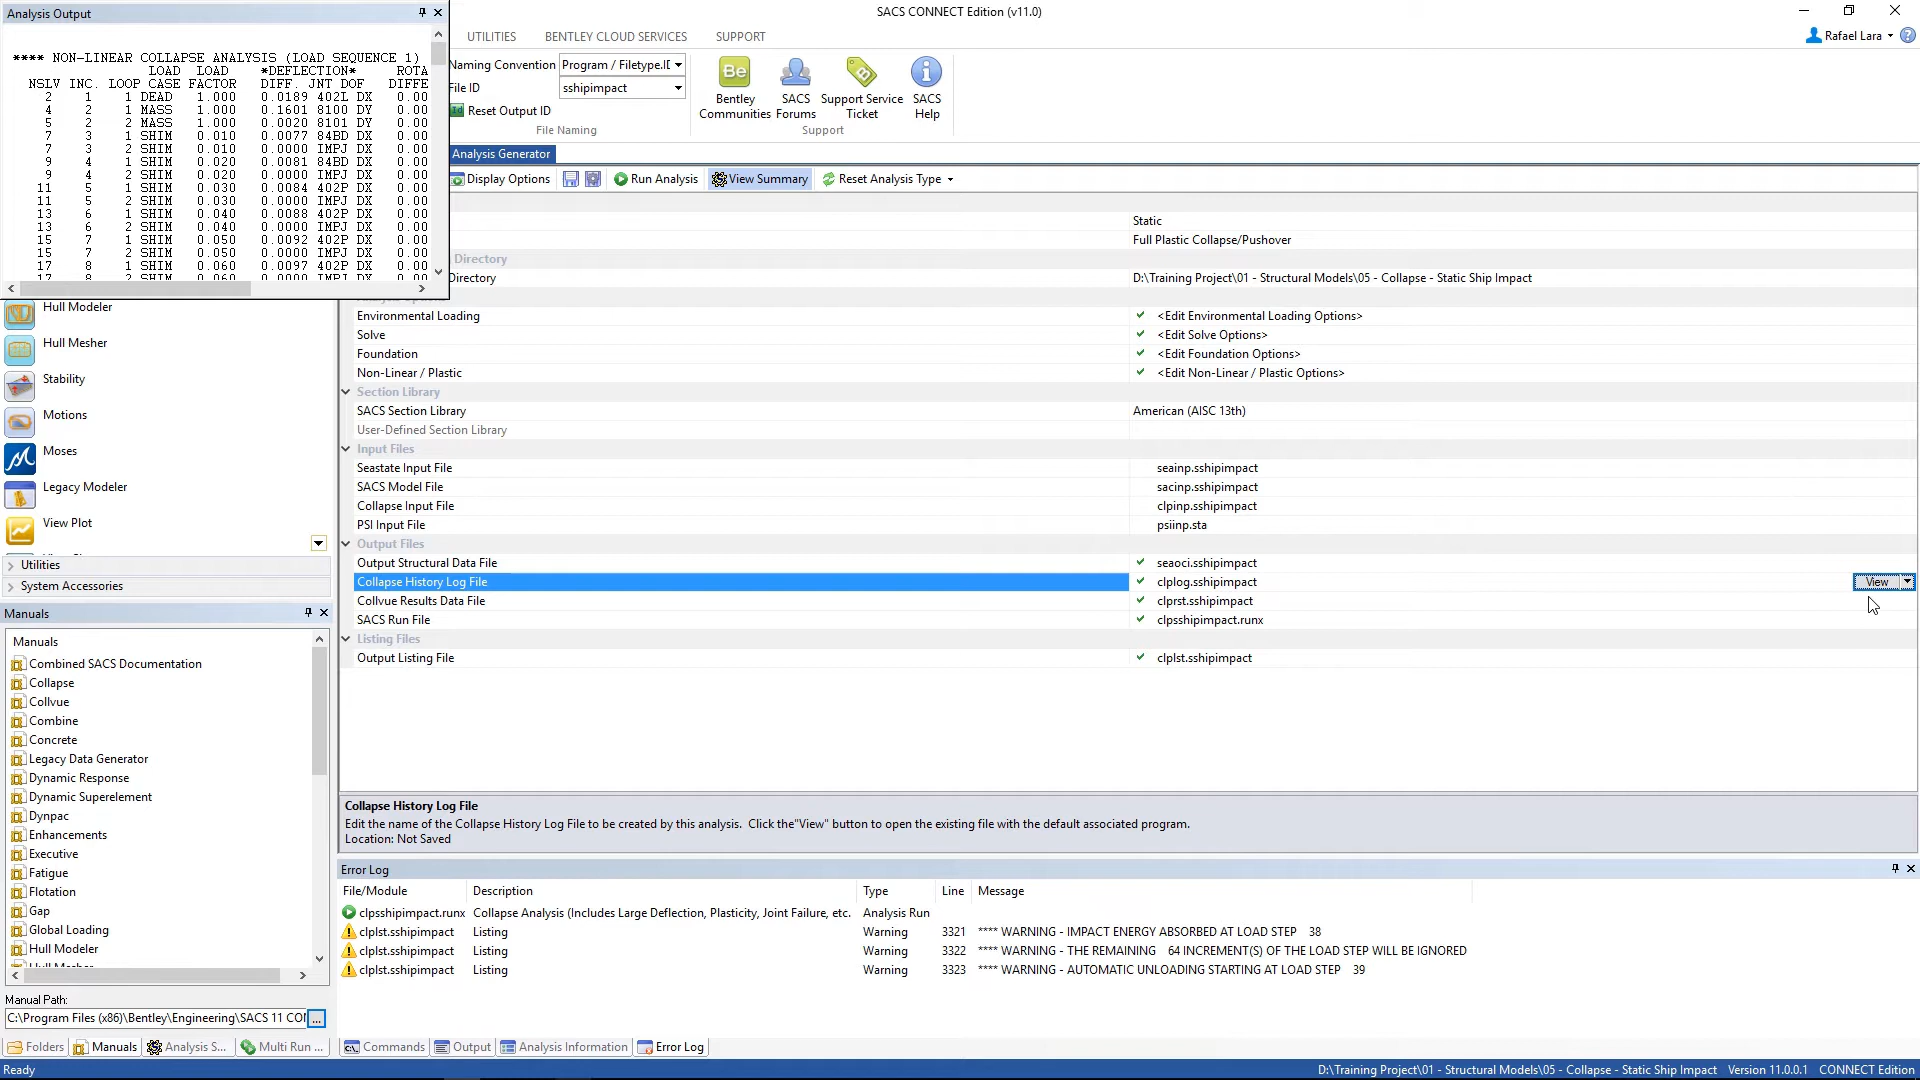 Analysis Output
SACS CONNECT Edition (v11.0)
UTILITIES BENTLEY CLOUD SERVICES SUPPORT
Rafael Lara
**** NON-LINEAR COLLAPSE ANALYSIS (LOAD SEQUENCE 1)
LOAD LOAD *DEFLECTION* ROTA
NSLV INC. LOOP CASE FACTOR DIFF. JNT DOF DIFFE
2 1 1 DEAD 1.000 0.0189 402L DX 0.00
4 2 1 MASS 1.000 0.1601 8100 DY 0.00
5 2 2 MASS 1.000 0.0020 8101 DY 0.00
7 3 1 SHIM 0.010 0.0077 84BD DX 0.00
7 3 2 SHIM 0.010 0.0000 IMPJ DX 0.00
9 4 1 SHIM 0.020 0.0081 84BD DX 0.00
9 4 2 SHIM 0.020 0.0000 IMPJ DX 0.00
11 5 1 SHIM 0.030 0.0084 402P DX 0.00
11 5 2 SHIM 0.030 0.0000 IMPJ DX 0.00
13 6 1 SHIM 0.040 0.0088 402P DX 0.00
13 6 2 SHIM 0.040 0.0000 IMPJ DX 0.00
15 7 1 SHIM 0.050 0.0092 402P DX 0.00
15 7 2 SHIM 0.050 0.0000 IMPJ DX 0.00
17 8 1 SHIM 0.060 0.0097 402P DX 0.00
17 8 2 SHIM 0.060 0.0000 IMPJ DX 0.00
Naming Convention Program / Filetype.ID
File ID sshipimpact
Id Reset Output ID
File Naming
Be
Bentley Communities
SACS Forums
Support Service Ticket
SACS Help
Support
Analysis Generator
Display Options Run Analysis View Summary Reset Analysis Type
Static
Full Plastic Collapse/Pushover
Directory
Directory D:\Training Project\01 - Structural Models\05 - Collapse - Static Ship Impact
Environmental Loading <Edit Environmental Loading Options>
Solve <Edit Solve Options>
Foundation <Edit Foundation Options>
Non-Linear / Plastic <Edit Non-Linear / Plastic Options>
Section Library
SACS Section Library American (AISC 13th)
User-Defined Section Library
Input Files
Seastate Input File seainp.sshipimpact
SACS Model File sacinp.sshipimpact
Collapse Input File clpinp.sshipimpact
PSI Input File psiinp.sta
Output Files
Output Structural Data File seaoci.sshipimpact
Collapse History Log File clplog.sshipimpact View
Collvue Results Data File clprst.sshipimpact
SACS Run File clpsshipimpact.runx
Listing Files
Output Listing File clplst.sshipimpact
Hull Modeler
Hull Mesher
Stability
Motions
Moses
Legacy Modeler
View Plot
Utilities
System Accessories
Manuals
Manuals
Combined SACS Documentation
Collapse
Collvue
Combine
Concrete
Legacy Data Generator
Dynamic Response
Dynamic Superelement
Dynpac
Enhancements
Executive
Fatigue
Flotation
Gap
Global Loading
Hull Modeler
Hull Mesher
Manual Path:
C:\Program Files (x86)\Bentley\Engineering\SACS 11 CON ...
Folders Manuals Analysis S... Multi Run ...
Collapse History Log File
Edit the name of the Collapse History Log File to be created by this analysis. Click the"View" button to open the existing file with the default associated program.
Location: Not Saved
Error Log
File/Module Description Type Line Message
clpsshipimpact.runx Collapse Analysis (Includes Large Deflection, Plasticity, Joint Failure, etc. Analysis Run
clplst.sshipimpact Listing Warning 3321 **** WARNING - IMPACT ENERGY ABSORBED AT LOAD STEP 38
clplst.sshipimpact Listing Warning 3322 **** WARNING - THE REMAINING 64 INCREMENT(S) OF THE LOAD STEP WILL BE IGNORED
clplst.sshipimpact Listing Warning 3323 **** WARNING - AUTOMATIC UNLOADING STARTING AT LOAD STEP 39
Commands Output Analysis Information Error Log
Ready
D:\Training Project\01 - Structural Models\05 - Collapse - Static Ship Impact Version 11.0.0.1 CONNECT Edition